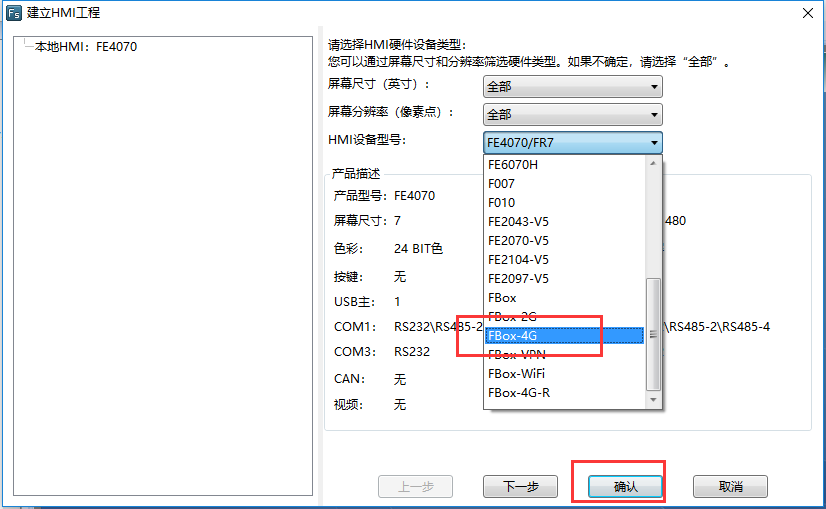 Fs 建立HMI工程
本地HMI：FE4070
请选择HMI硬件设备类型：
您可以通过屏幕尺寸和分辨率筛选硬件类型。如果不确定，请选择“全部”。
屏幕尺寸（英寸）： 全部
屏幕分辨率（像素点）： 全部
HMI设备型号： FE4070/FR7
FE6070H
F007
F010
FE2043-V5
FE2070-V5
FE2104-V5
FE2097-V5
FBox
FBox-2G
FBox-4G
FBox-VPN
FBox-WiFi
FBox-4G-R
产品描述
产品型号： FE4070
屏幕尺寸： 7 480
色彩： 24 BIT色
按键： 无
USB主： 1
COM1： RS232\RS485-2 \RS485-2\RS485-4
COM3： RS232
CAN： 无
视频： 无
上一步 下一步 确认 取消